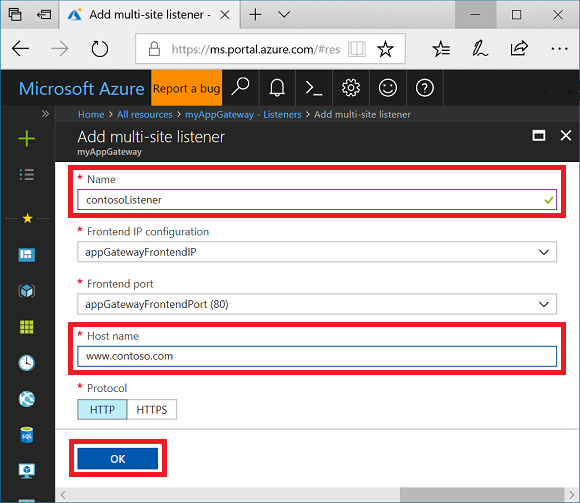 Add multi-site listener -
https://ms.portal.azure.com/#res
Microsoft Azure
Report a bug
Home > All resources > myAppGateway - Listeners > Add multi-site listener
Add multi-site listener
myAppGateway
* Name
contosoListener
* Frontend IP configuration
appGatewayFrontendIP
* Frontend port
appGatewayFrontendPort (80)
* Host name
www.contoso.com
* Protocol
HTTP HTTPS
SQL
OK